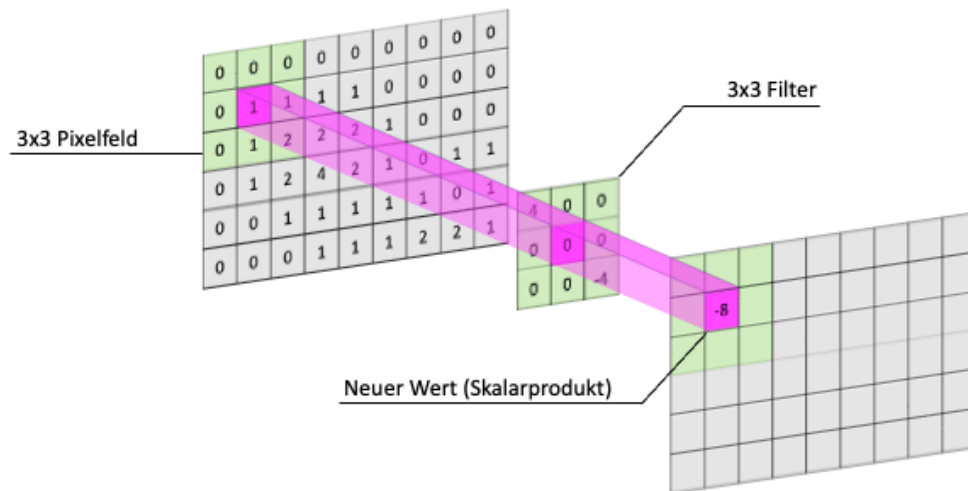 0 0 0 0 0 0 0 0 0
0 1 1 1 1 0 0 0 0
0 1 2 2 2 1 0 0 0
0 1 2 4 2 1 0 1 1
0 0 1 1 1 1 1 0 1
0 0 0 1 1 1 2 2 1
3x3 Pixelfeld
3x3 Filter
4 0 0
0 0 0
0 0 -4
-8
Neuer Wert (Skalarprodukt)